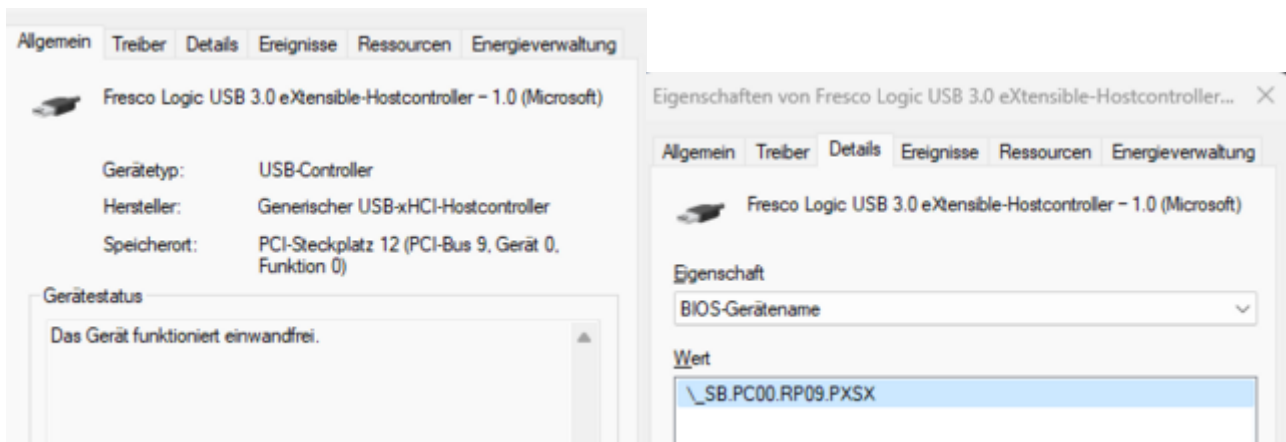 Allgemein Treiber Details Ereignisse Ressourcen Energieverwaltung
Fresco Logic USB 3.0 eXtensible-Hostcontroller – 1.0 (Microsoft)
Gerätetyp: USB-Controller
Hersteller: Generischer USB-xHCI-Hostcontroller
Speicherort: PCI-Steckplatz 12 (PCI-Bus 9, Gerät 0,
Funktion 0)
Gerätestatus
Das Gerät funktioniert einwandfrei.
Eigenschaften von Fresco Logic USB 3.0 eXtensible-Hostcontroller...
Allgemein Treiber Details Ereignisse Ressourcen Energieverwaltung
Fresco Logic USB 3.0 eXtensible-Hostcontroller – 1.0 (Microsoft)
Eigenschaft
BIOS-Gerätename
Wert
\_SB.PC00.RP09.PXSX